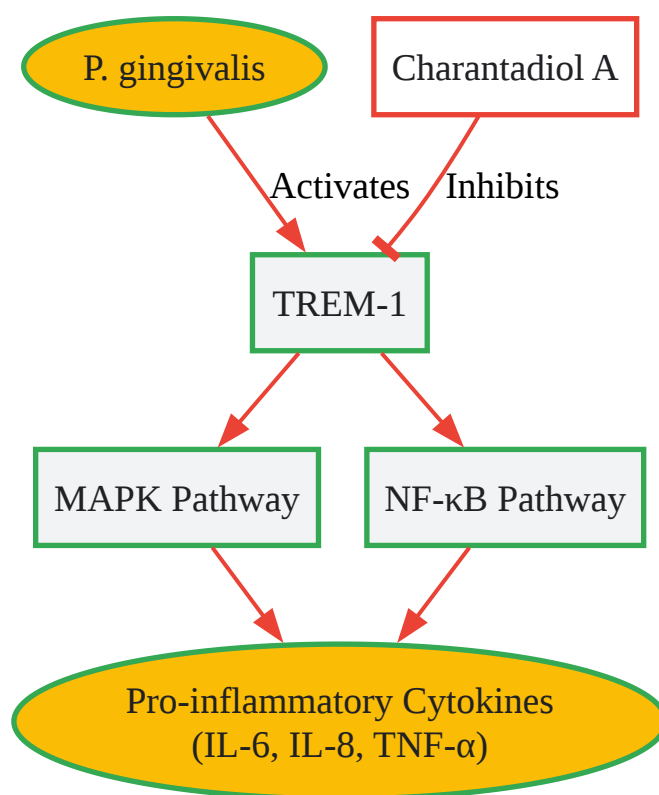 P. gingivalis
Charantadiol A
Activates
Inhibits
TREM-1
MAPK Pathway
NF-κB Pathway
Pro-inflammatory Cytokines
(IL-6, IL-8, TNF-α)